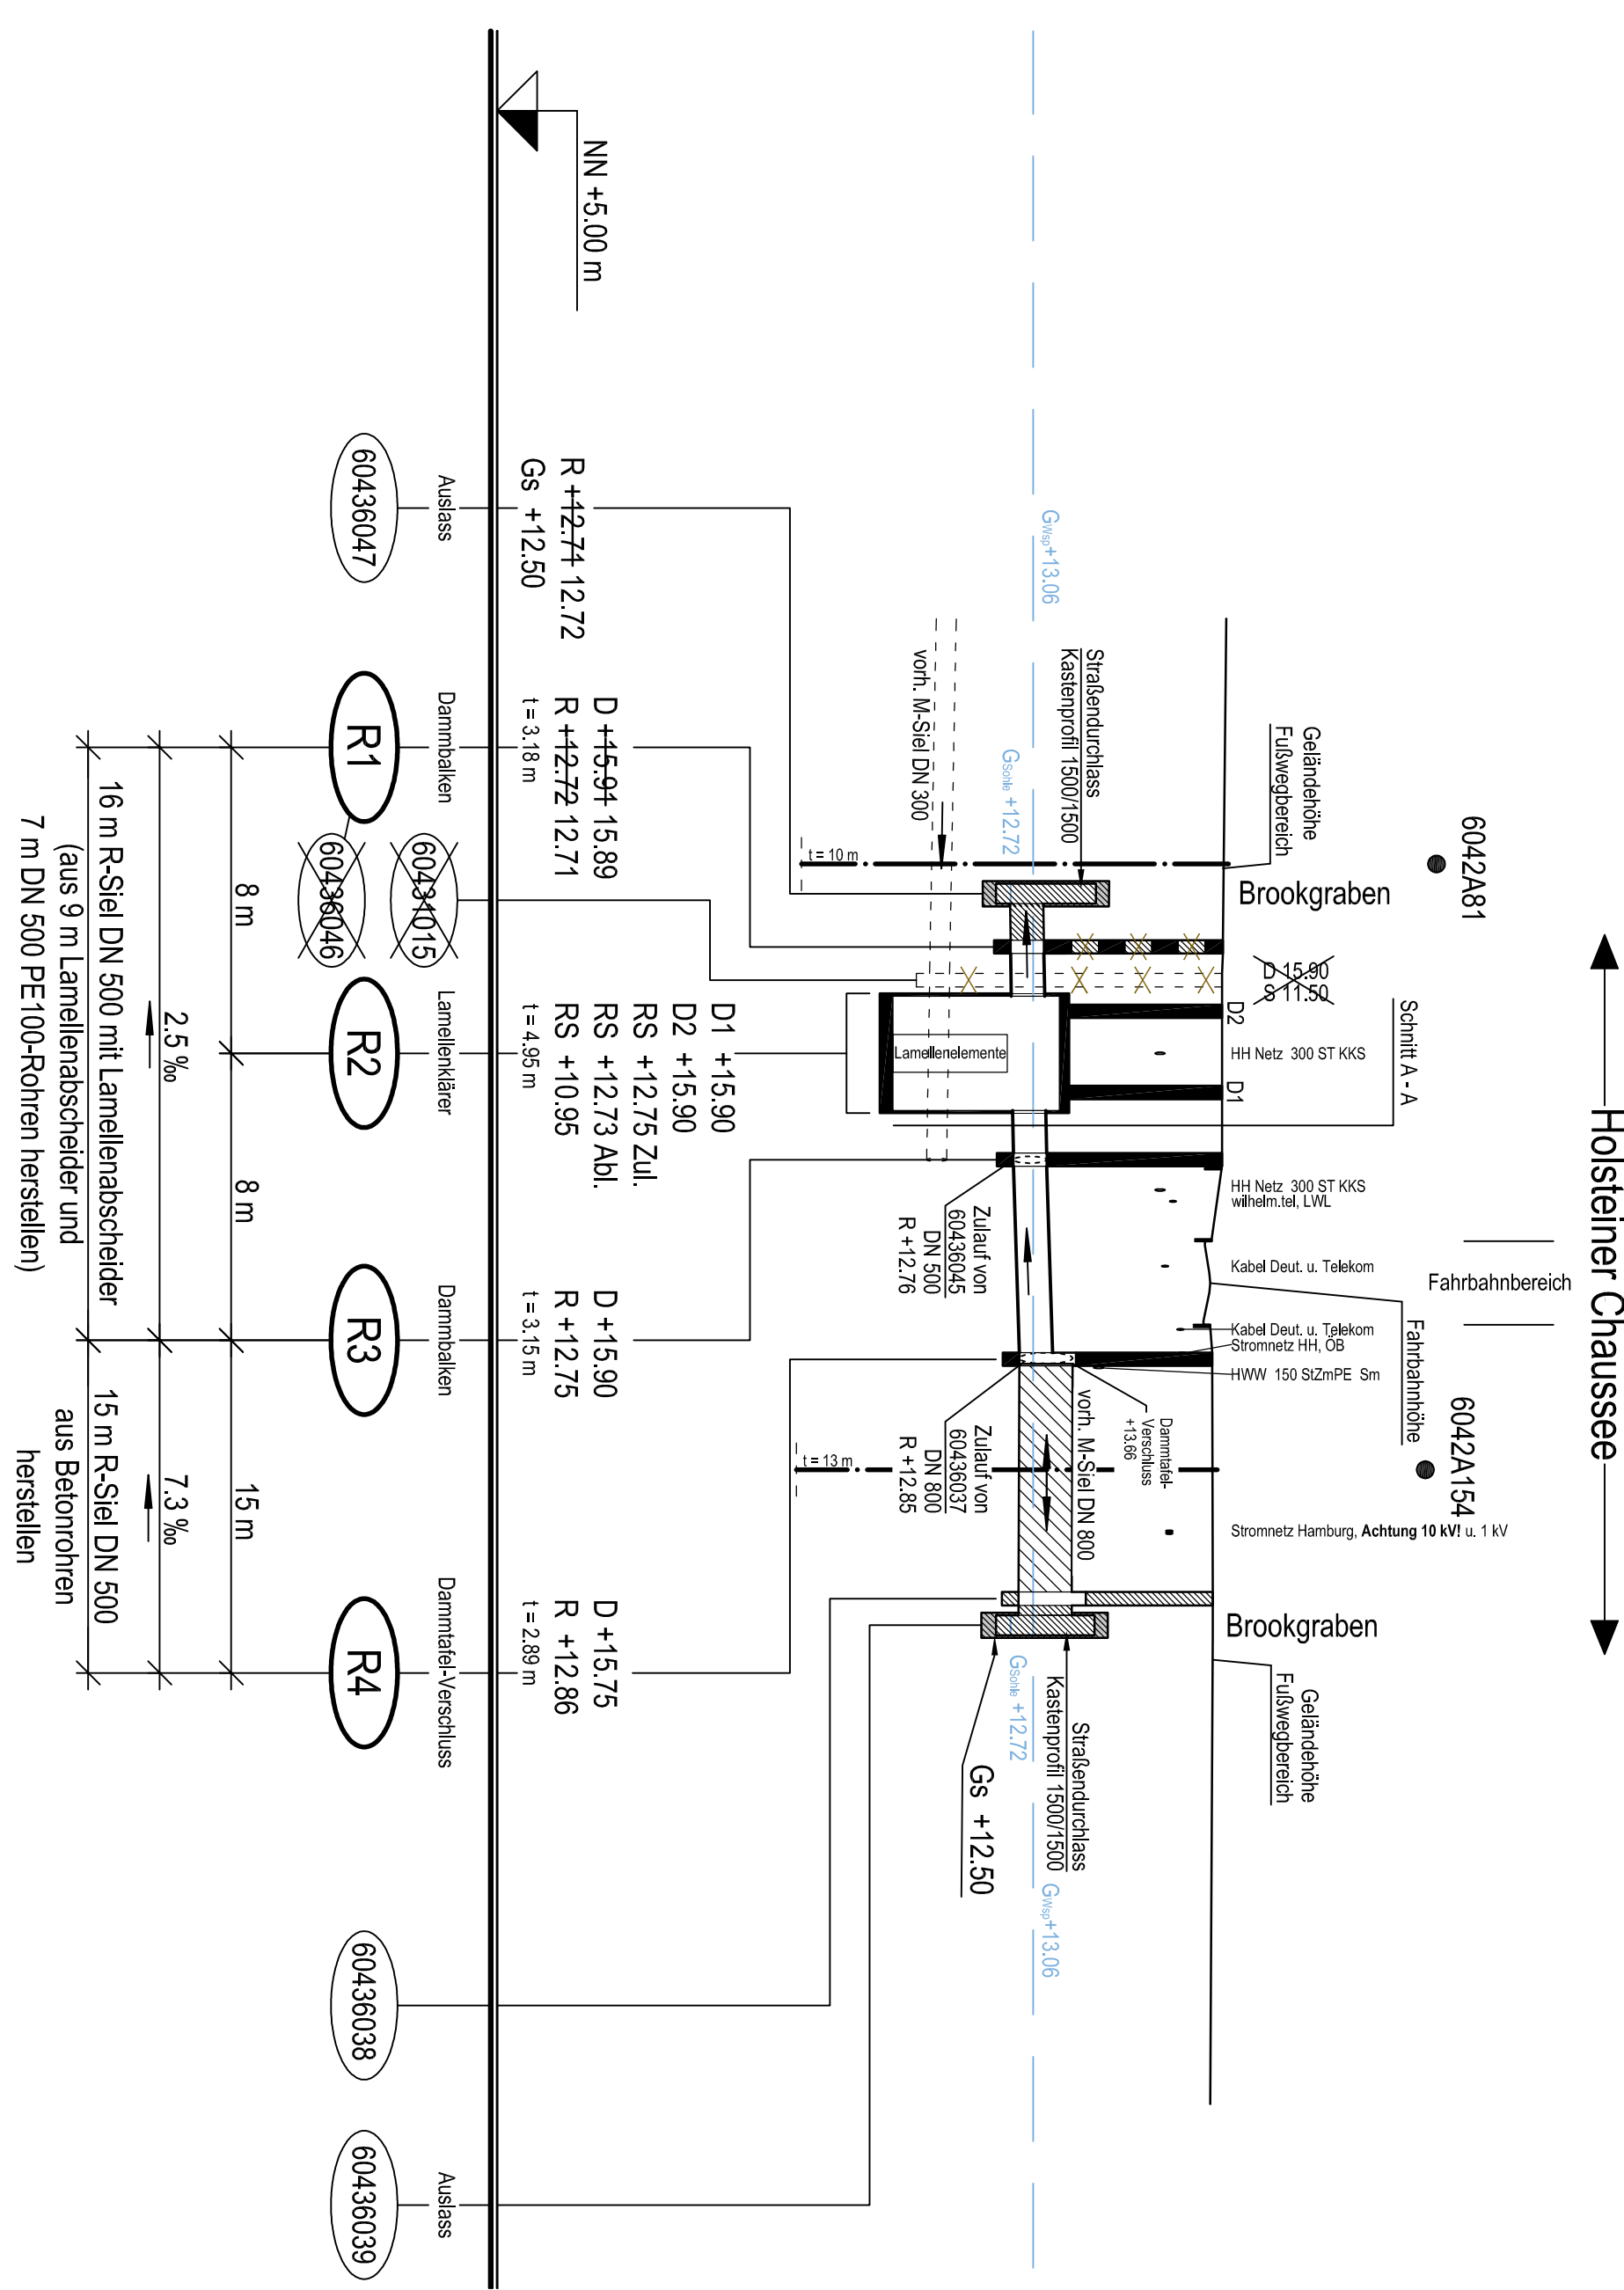 Holsteiner Chaussee
6042A81
6042A154
Fahrbahnbereich
Geländehöhe
Fußwegbereich
Brookgraben
D 15.90
S 11.50
Schnitt A - A
D2
D1
HH Netz 300 ST KKS
HH Netz 300 ST KKS
wilhelm.tel, LWL
Kabel Deut. u. Telekom
Fahrbahnhöhe
Kabel Deut. u. Telekom
Stromnetz HH, ÖB
HWW 150 StZmPE Sm
Stromnetz Hamburg, Achtung 10 kV! u. 1 kV
Brookgraben
Geländehöhe
Fußwegbereich
GWsp+13.06
Straßendurchlass
Kastenprofil 1500/1500
GSohle +12.72
vorh. M-Siel DN 300
t = 10 m
Lamellenelemente
Zulauf von
60436045
DN 500
R +12.76
Dammtafel-
Verschluss
+13.66
vorh. M-Siel DN 800
Zulauf von
60436037
DN 800
R +12.85
t = 13 m
Straßendurchlass
Kastenprofil 1500/1500
GSohle +12.72
Gs +12.50
GWsp+13.06
NN +5.00 m
R +12.71 12.72
Gs +12.50
D +15.91 15.89
R +12.72 12.71
t = 3.18 m
D1 +15.90
D2 +15.90
RS +12.75 Zul.
RS +12.73 Abl.
RS +10.95
t = 4.95 m
D +15.90
R +12.75
t = 3.15 m
D +15.75
R +12.86
t = 2.89 m
Auslass
Dammbalken
Lamellenklärer
Dammbalken
Dammtafel-Verschluss
Auslass
60436047
R1
60431015
60436046
R2
R3
R4
60436038
60436039
8 m
8 m
15 m
2.5 ‰
7.3 ‰
16 m R-Siel DN 500 mit Lamellenabscheider
(aus 9 m Lamellenabscheider und
7 m DN 500 PE100-Rohren herstellen)
15 m R-Siel DN 500
aus Betonrohren
herstellen